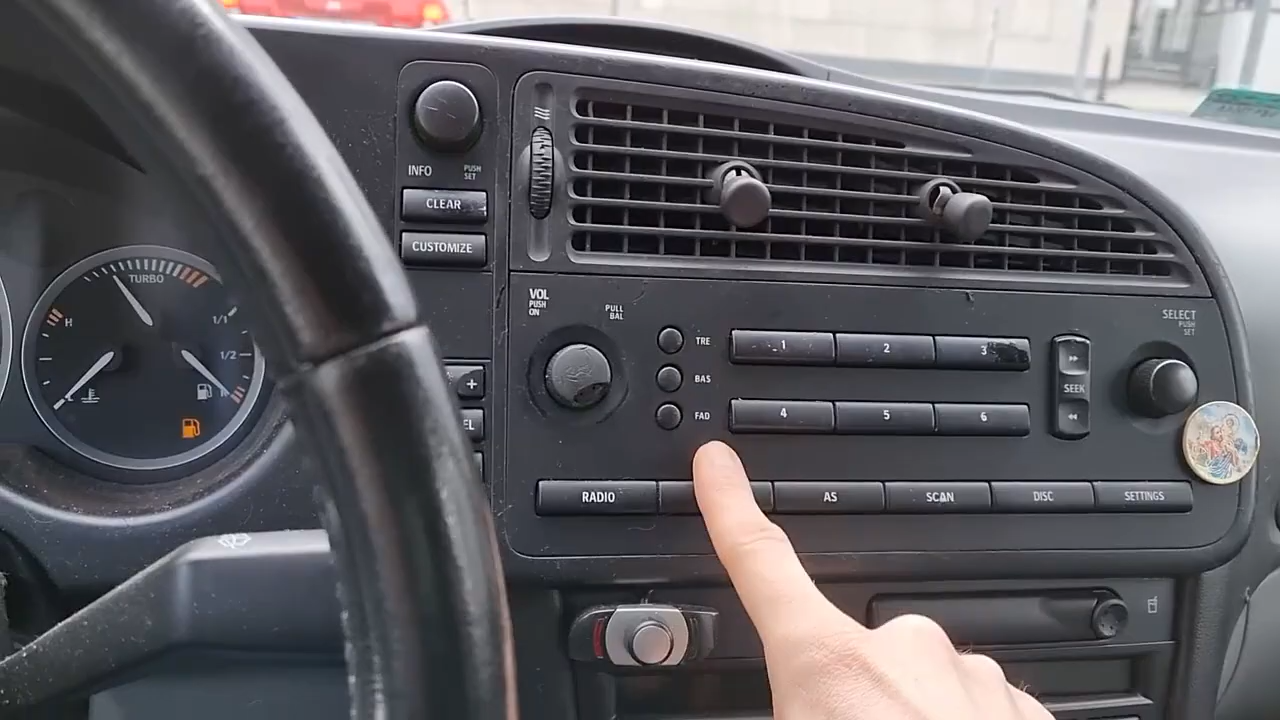 TURBO
H
1/1
1/2
INFO
PUSH
SET
CLEAR
CUSTOMIZE
+
EL
VOL
PUSH
ON
PULL
BAL
TRE
BAS
FAD
1
2
3
4
5
6
SEEK
SELECT
PUSH
SET
RADIO
AS
SCAN
DISC
SETTINGS